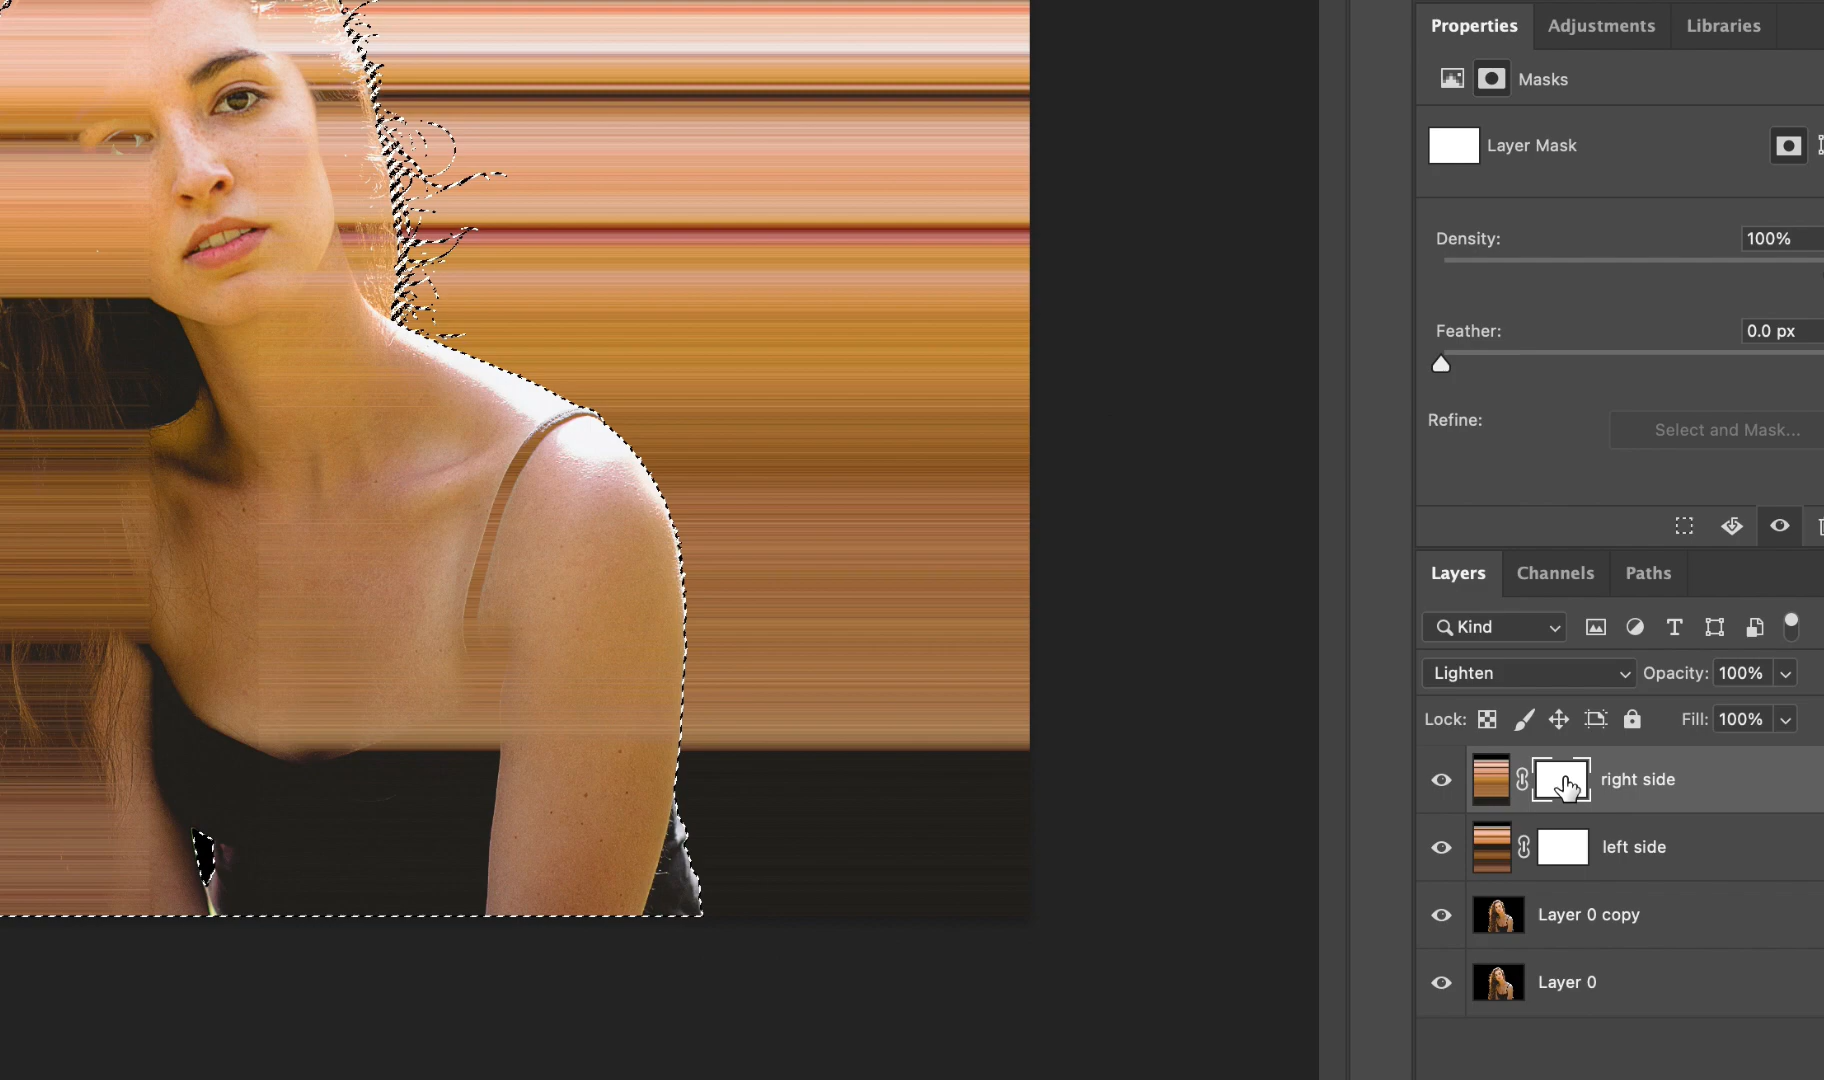 Properties Adjustments Libraries
Masks
Layer Mask
Density: 100%
Feather: 0.0 px
Refine: Select and Mask...
Layers Channels Paths
Kind
Lighten Opacity: 100%
Lock: Fill: 100%
right side
left side
Layer 0 copy
Layer 0